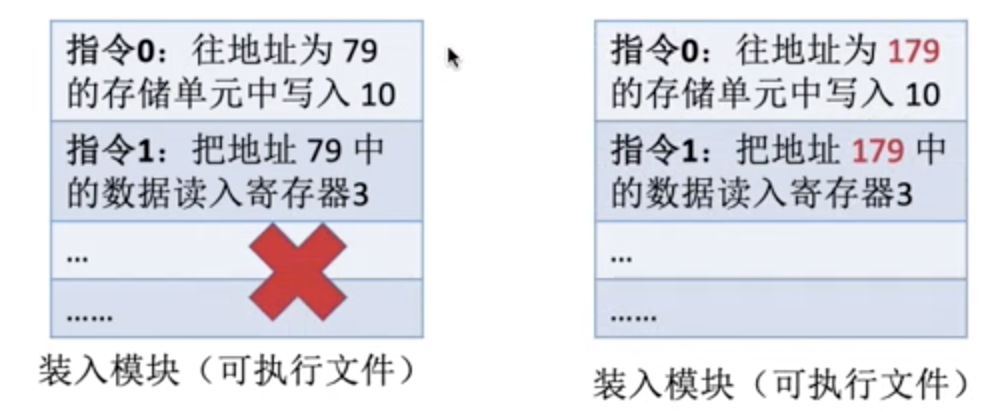 指令0：往地址为 79
的存储单元中写入 10
指令1：把地址 79 中
的数据读入寄存器3
...
......
装入模块（可执行文件）
指令0：往地址为 179
的存储单元中写入 10
指令1：把地址 179 中
的数据读入寄存器3
...
......
装入模块（可执行文件）